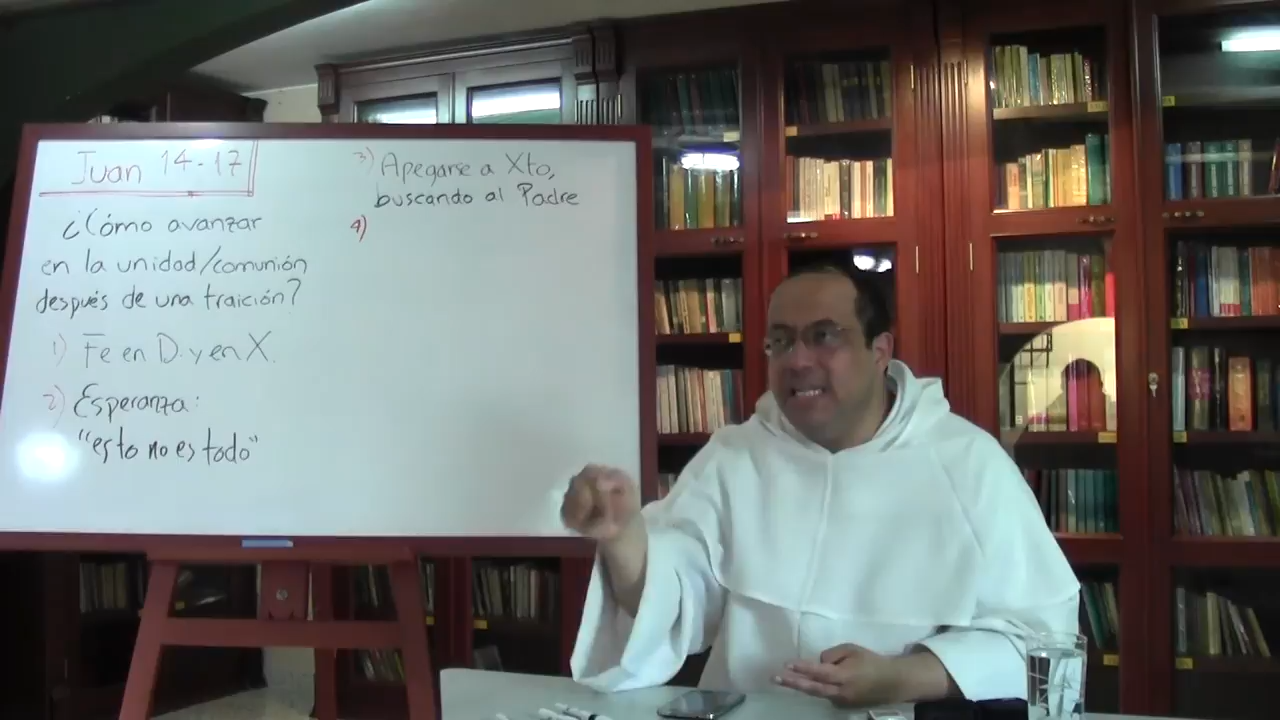 Juan 14-17
¿Cómo avanzar
en la unidad/comunión
después de una traición?
1) Fe en D. y en X.
2) Esperanza:
"esto no es todo"
3) Apegarse a Xto,
buscando al Padre
4)